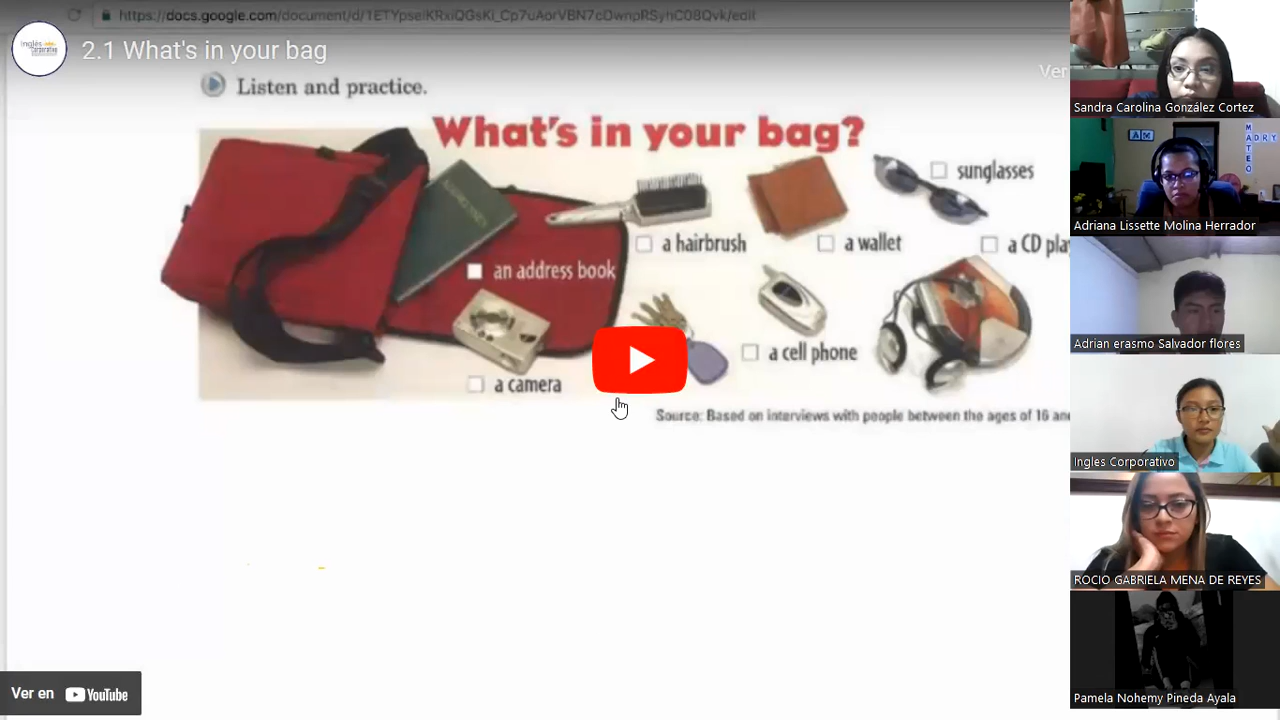 https://docs.google.com/document/d/
2.1 What's in your bag
Ver
Listen and practice.
What's in your bag?
sunglasses
a hairbrush
a wallet
a CD pla
an address book
a cell phone
a camera
Source: Based on interviews with people between the ages of 16 an
Ver en YouTube
Sandra Carolina González Cortez
AM
MATEO
DRY
Adriana Lissette Molina Herrador
Adrian erasmo Salvador flores
Ingles Corporativo
ROCIO GABRIELA MENA DE REYES
Pamela Nohemy Pineda Ayala